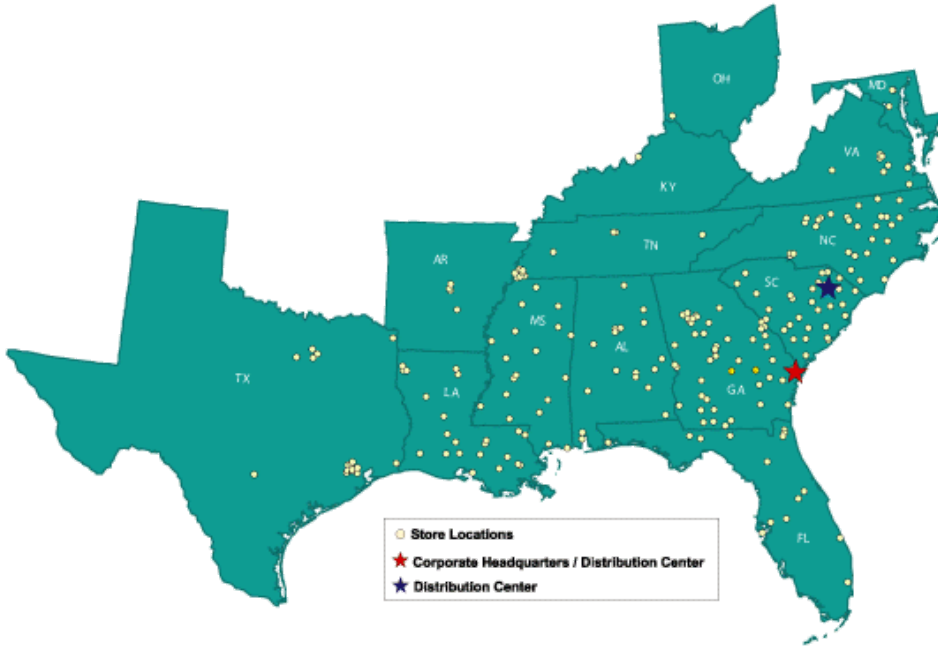 OH
MD
VA
KY
NC
TN
AR
SC
MS
AL
TX
LA
GA
FL
Store Locations
Corporate Headquarters / Distribution Center
Distribution Center